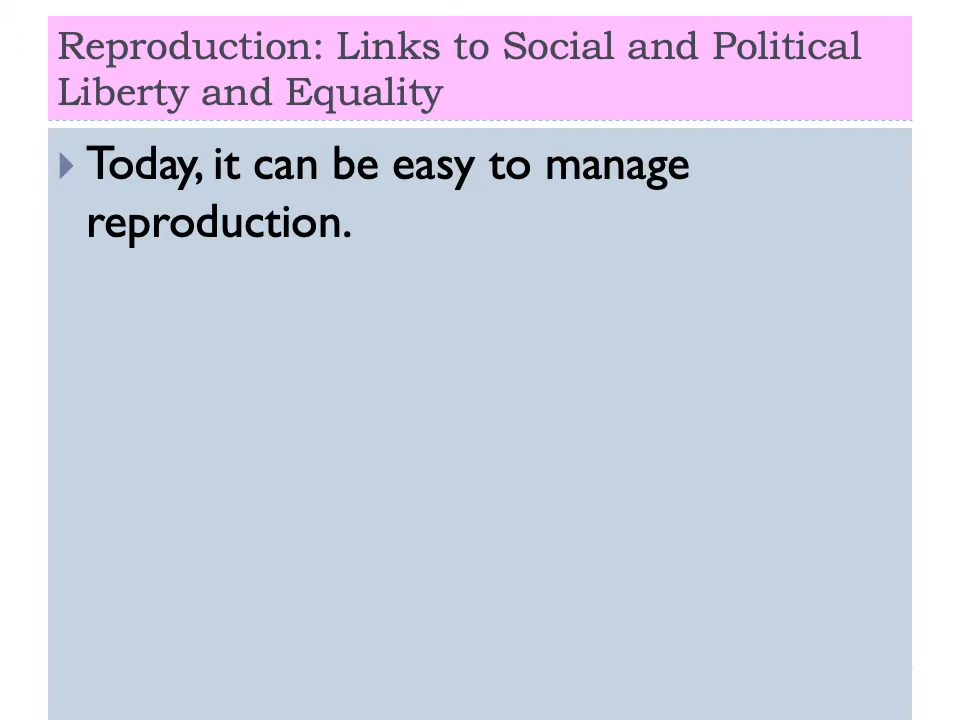 Reproduction: Links to Social and Political
Liberty and Equality
Today, it can be easy to manage
reproduction.